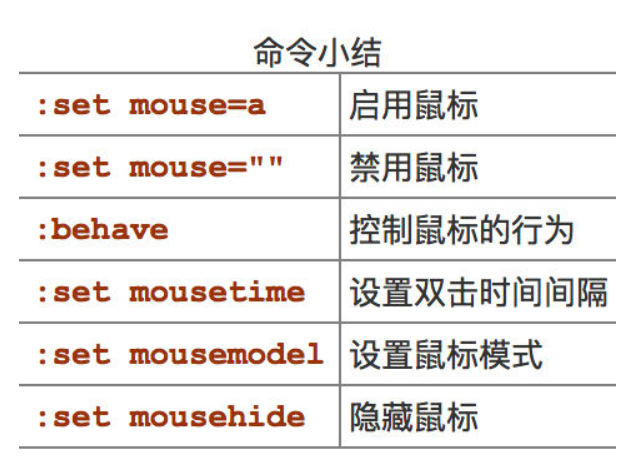 命令小结
:set mouse=a 启用鼠标
:set mouse="" 禁用鼠标
:behave 控制鼠标的行为
:set mousetime 设置双击时间间隔
:set mousemodel 设置鼠标模式
:set mousehide 隐藏鼠标